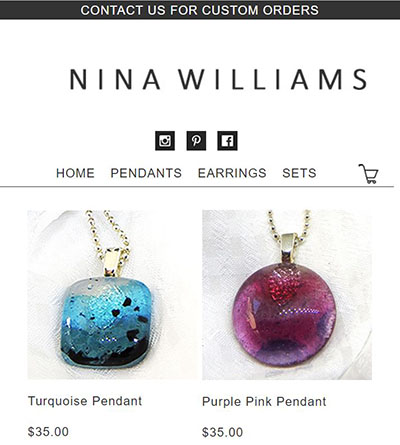 CONTACT US FOR CUSTOM ORDERS
NINA WILLIAMS
HOME PENDANTS EARRINGS SETS
Turquoise Pendant Purple Pink Pendant
$35.00 $35.00